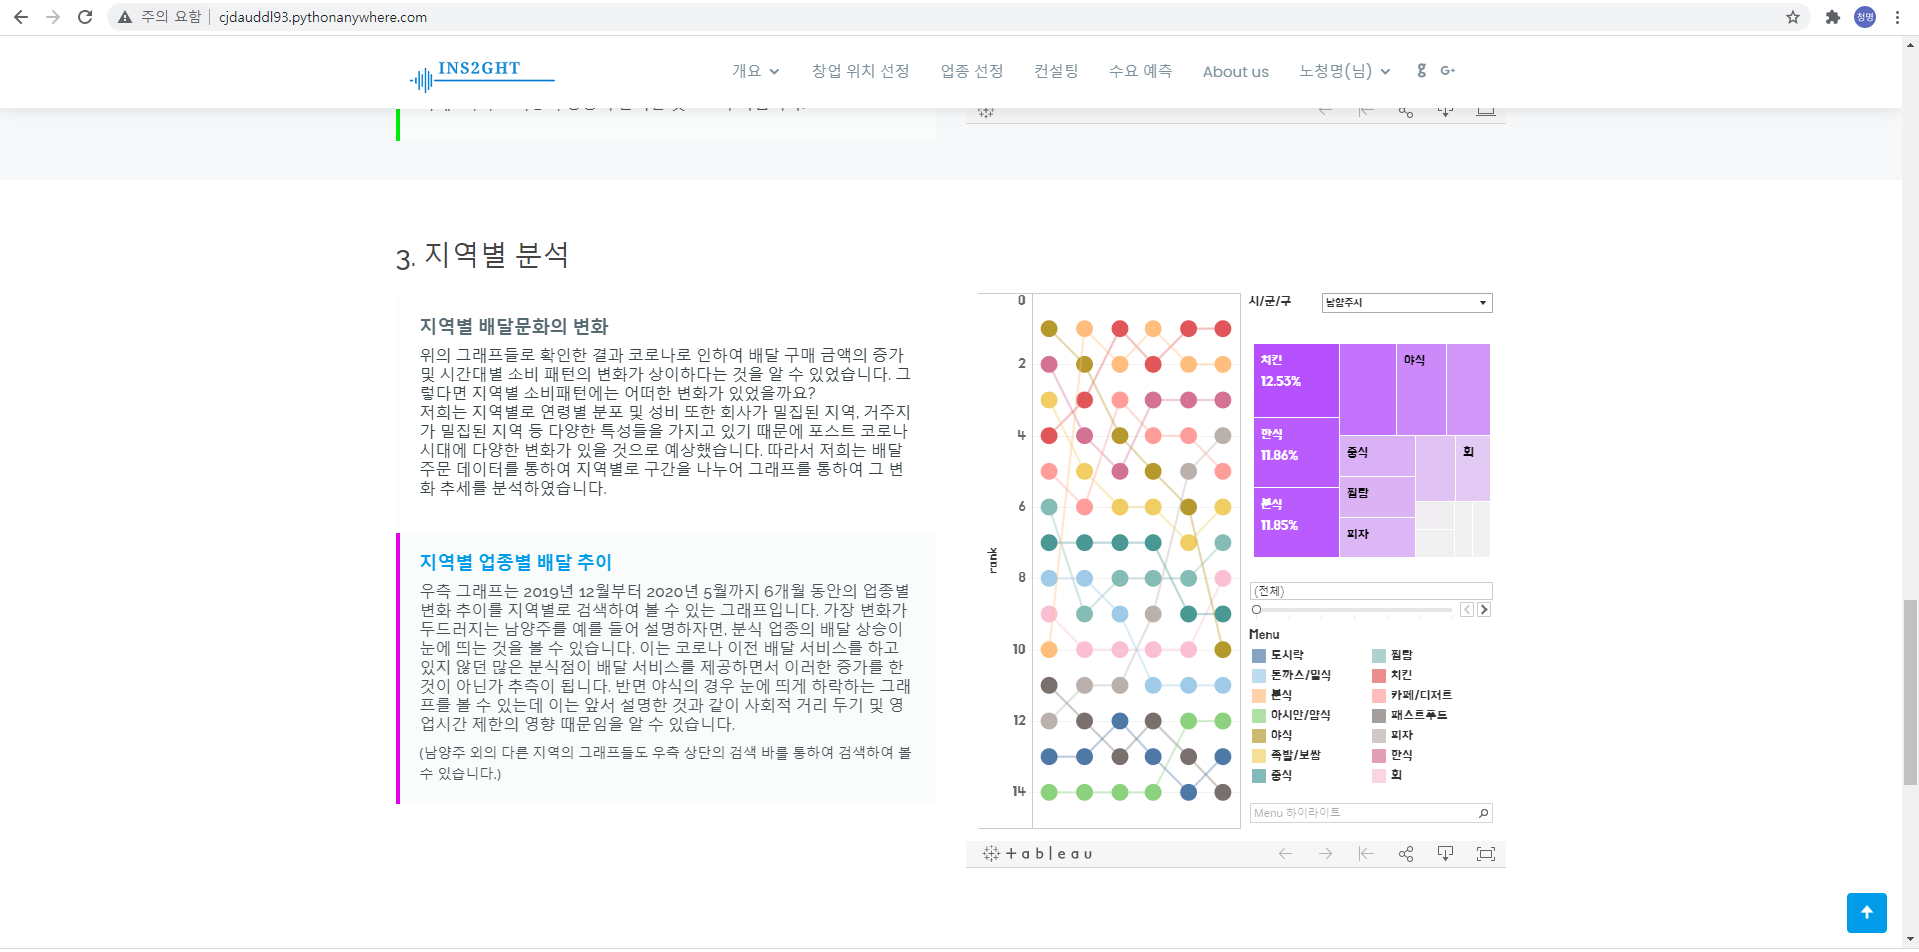 주의 요함
cjdauddl93.pythonanywhere.com
청명
INS2GHT
개요
창업 위치 선정
업종 선정
컨설팅
수요 예측
About us
노청명(님)
g
G+
3. 지역별 분석
지역별 배달문화의 변화
위의 그래프들로 확인한 결과 코로나로 인하여 배달 구매 금액의 증가
및 시간대별 소비 패턴의 변화가 상이하다는 것을 알 수 있었습니다. 그
렇다면 지역별 소비패턴에는 어떠한 변화가 있었을까요?
저희는 지역별로 연령별 분포 및 성비 또한 회사가 밀집된 지역, 거주지
가 밀집된 지역 등 다양한 특성들을 가지고 있기 때문에 포스트 코로나
시대에 다양한 변화가 있을 것으로 예상했습니다. 따라서 저희는 배달
주문 데이터를 통하여 지역별로 구간을 나누어 그래프를 통하여 그 변
화 추세를 분석하였습니다.
지역별 업종별 배달 추이
우측 그래프는 2019년 12월부터 2020년 5월까지 6개월 동안의 업종별
변화 추이를 지역별로 검색하여 볼 수 있는 그래프입니다. 가장 변화가
두드러지는 남양주를 예를 들어 설명하자면, 분식 업종의 배달 상승이
눈에 띄는 것을 볼 수 있습니다. 이는 코로나 이전 배달 서비스를 하고
있지 않던 많은 분식점이 배달 서비스를 제공하면서 이러한 증가를 한
것이 아닌가 추측이 됩니다. 반면 야식의 경우 눈에 띄게 하락하는 그래
프를 볼 수 있는데 이는 앞서 설명한 것과 같이 사회적 거리 두기 및 영
업시간 제한의 영향 때문임을 알 수 있습니다.
(남양주 외의 다른 지역의 그래프들도 우측 상단의 검색 바를 통하여 검색하여 볼
수 있습니다.)
0
2
4
6
8
10
12
14
rank
시/군/구
남양주시
치킨
12.53%
한식
11.86%
분식
11.85%
야식
중식
찜탕
피자
회
(전체)
Menu
도시락
돈까스/일식
분식
아시안/양식
야식
족발/보쌈
중식
찜탕
치킨
카페/디저트
패스트푸드
피자
한식
회
Menu 하이라이트
+ableau